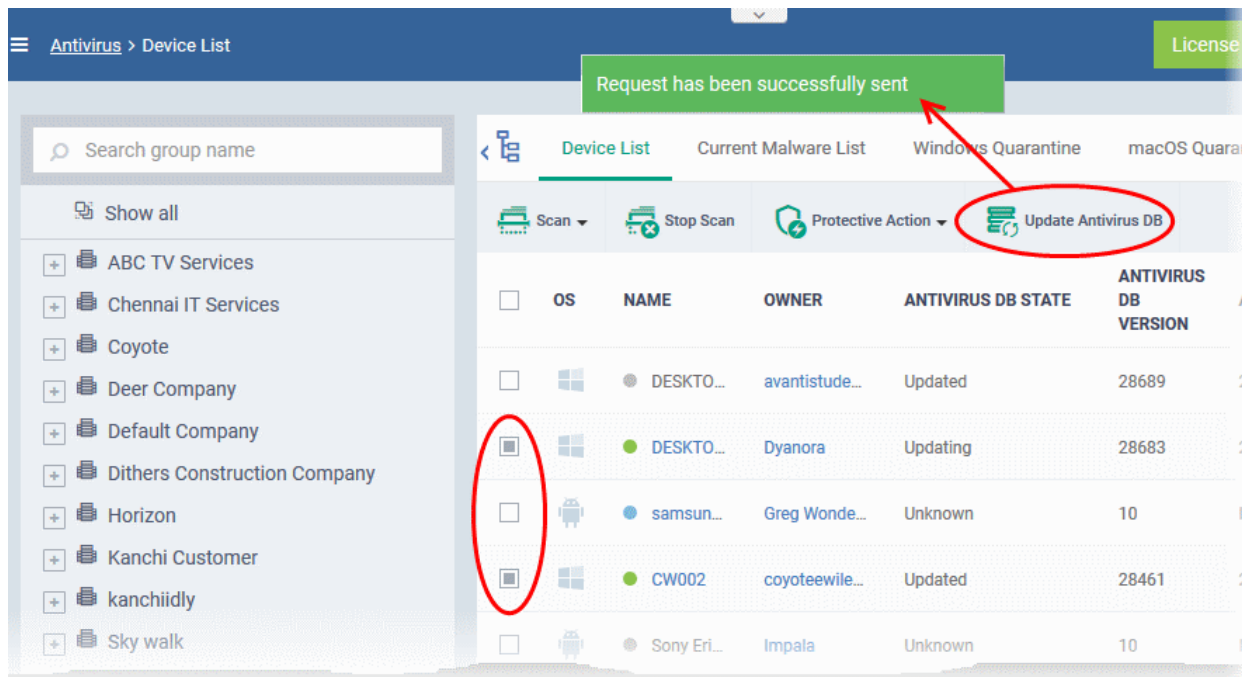 Antivirus > Device List
License
Request has been successfully sent
Search group name
Show all
ABC TV Services
Chennai IT Services
Coyote
Deer Company
Default Company
Dithers Construction Company
Horizon
Kanchi Customer
kanchiidly
Sky walk
Device List Current Malware List Windows Quarantine macOS Quara
Scan Stop Scan Protective Action Update Antivirus DB
OS NAME OWNER ANTIVIRUS DB STATE ANTIVIRUS
DB
VERSION
DESKTO... avantistude... Updated 28689
DESKTO... Dyanora Updating 28683
samsun... Greg Wonde... Unknown 10
CW002 coyoteewile... Updated 28461
Sony Eri... Impala Unknown 10